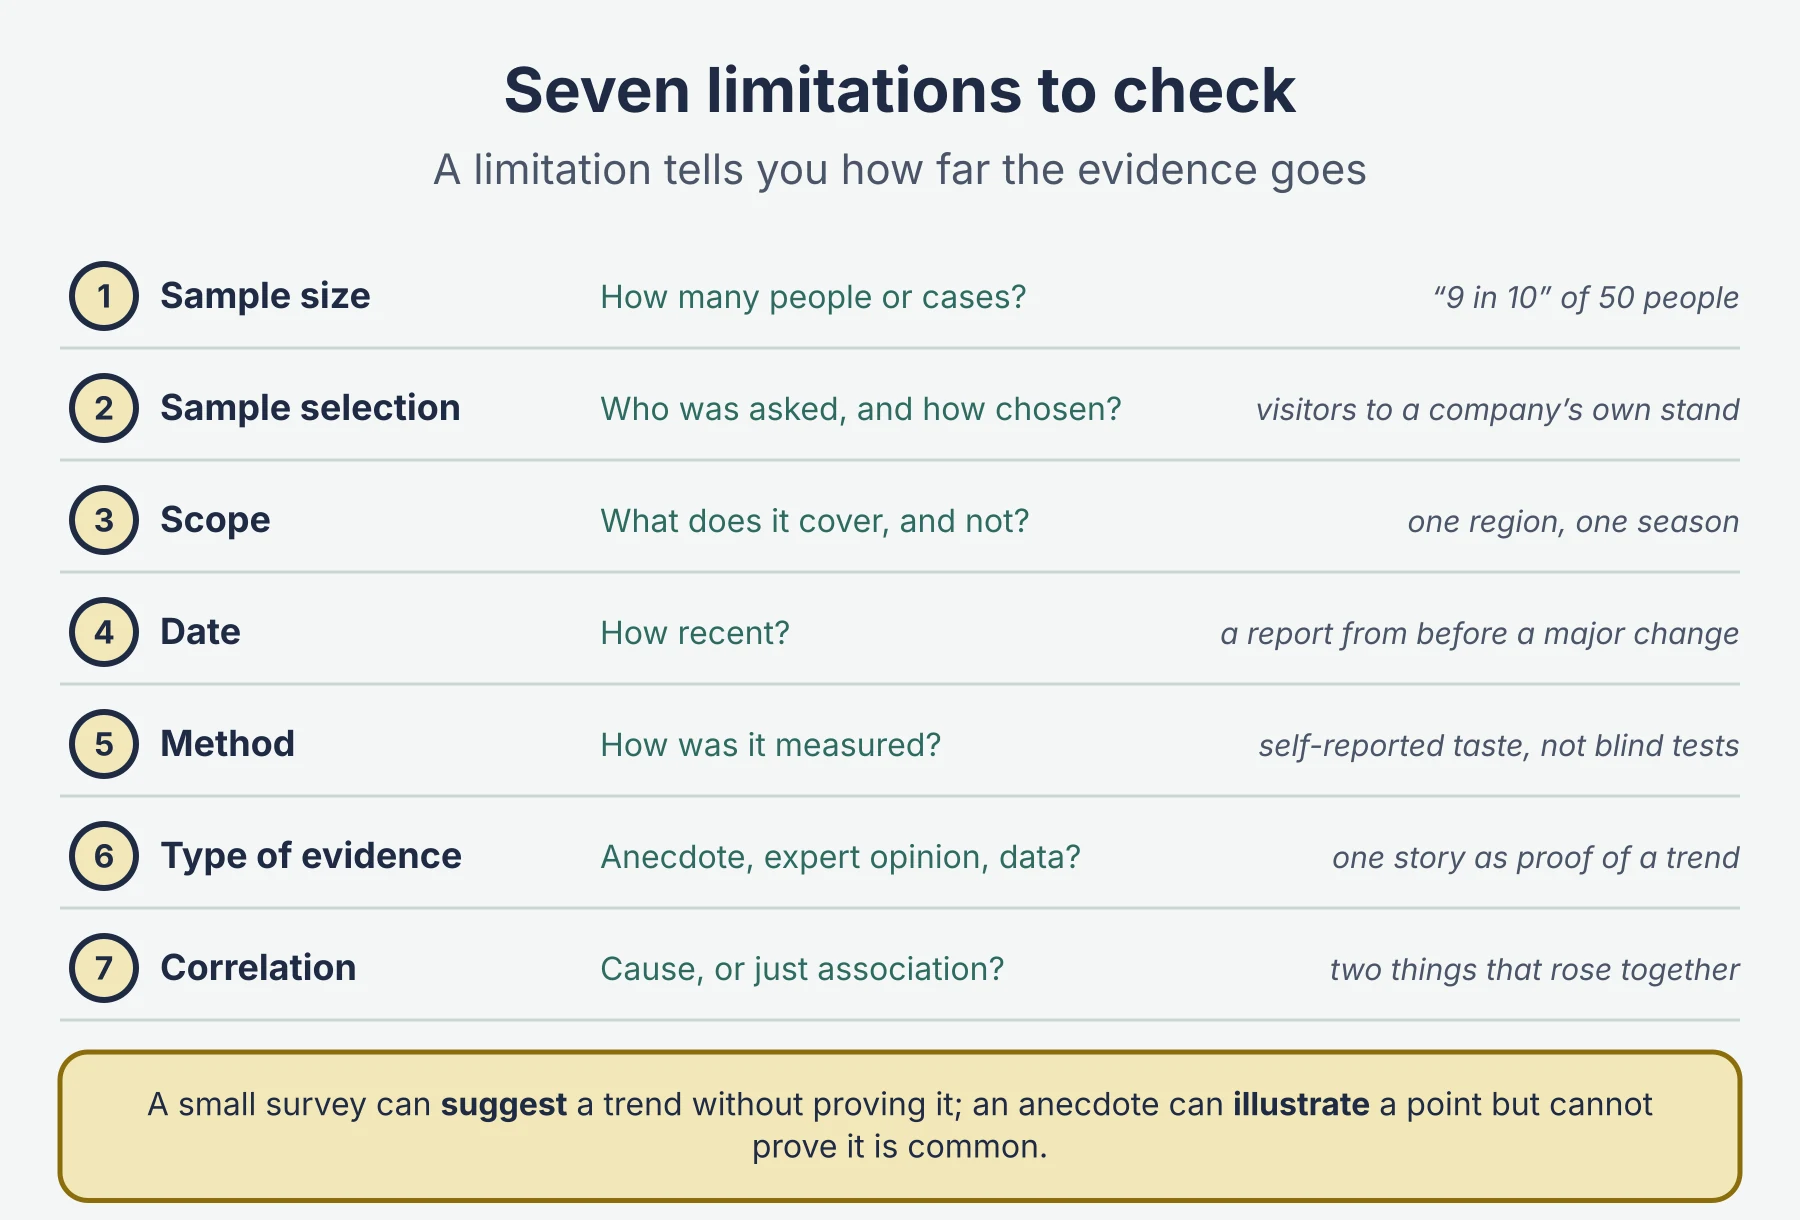 Seven limitations to check
A limitation tells you how far the evidence goes
1 Sample size How many people or cases? “9 in 10” of 50 people
2 Sample selection Who was asked, and how chosen? visitors to a company’s own stand
3 Scope What does it cover, and not? one region, one season
4 Date How recent? a report from before a major change
5 Method How was it measured? self-reported taste, not blind tests
6 Type of evidence Anecdote, expert opinion, data? one story as proof of a trend
7 Correlation Cause, or just association? two things that rose together
A small survey can suggest a trend without proving it; an anecdote can illustrate a point but cannot
prove it is common.